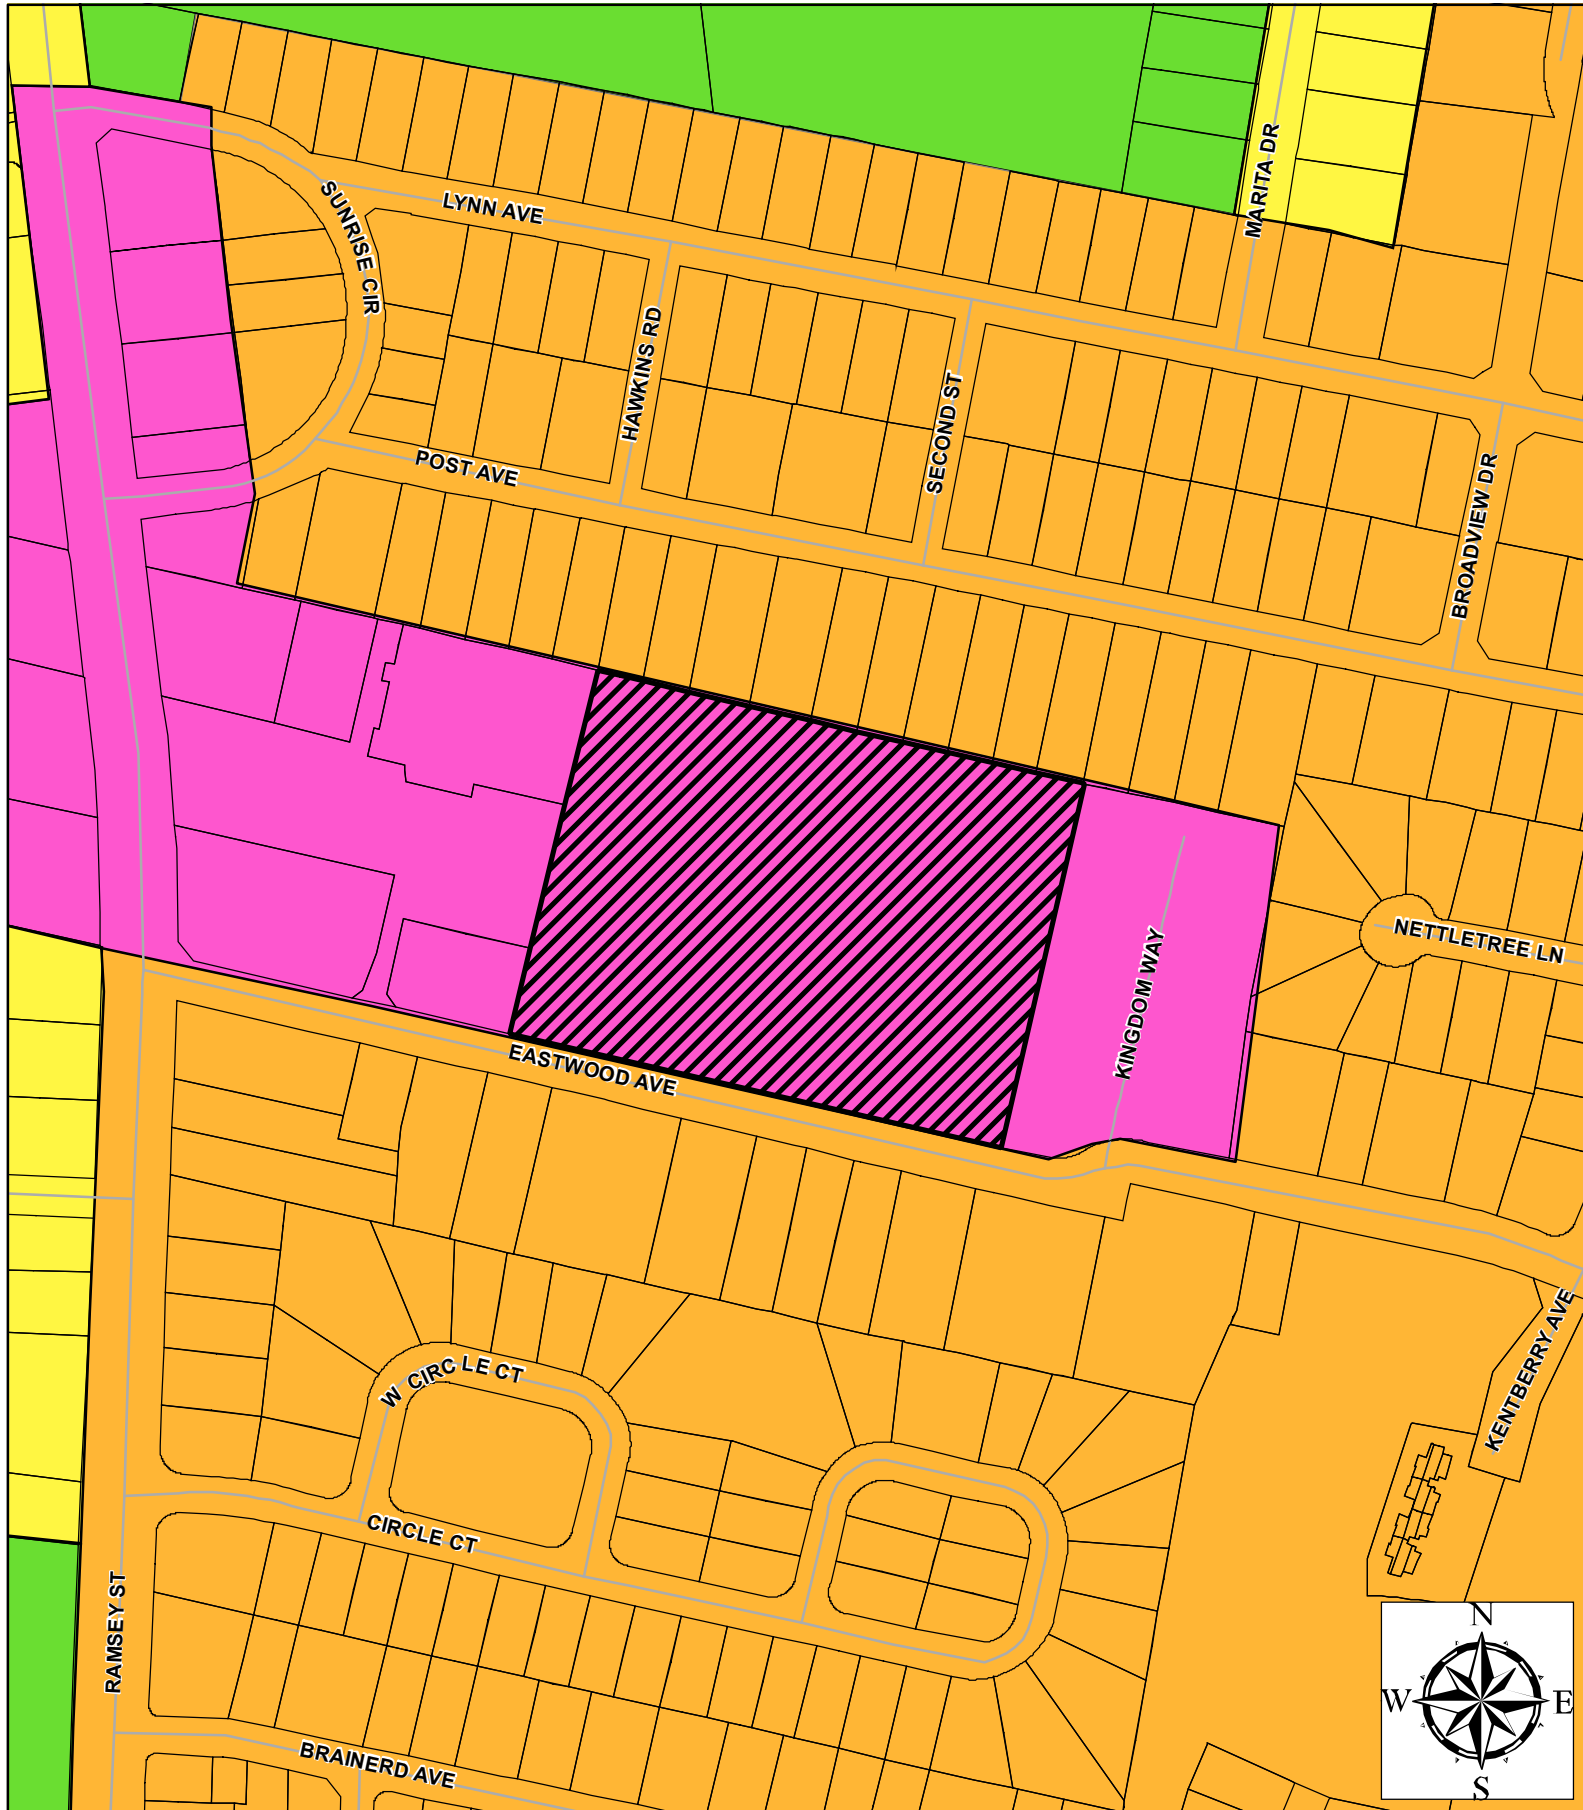 MARITA DR
SUNRISE CIR
LYNN AVE
HAWKINS RD
SECOND ST
POST AVE
BROADVIEW DR
NETTLETREE LN
KINGDOM WAY
EASTWOOD AVE
KENTBERRY AVE
W CIRCLE CT
CIRCLE CT
RAMSEY ST
BRAINERD AVE
N
W E
S